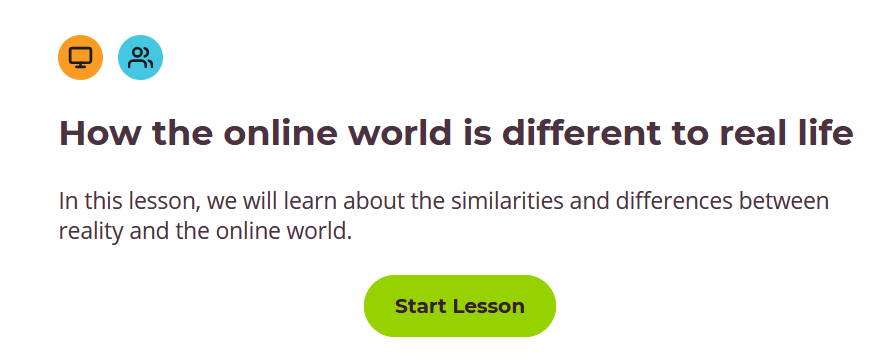 How the online world is different to real life
In this lesson, we will learn about the similarities and differences between
reality and the online world.
Start Lesson